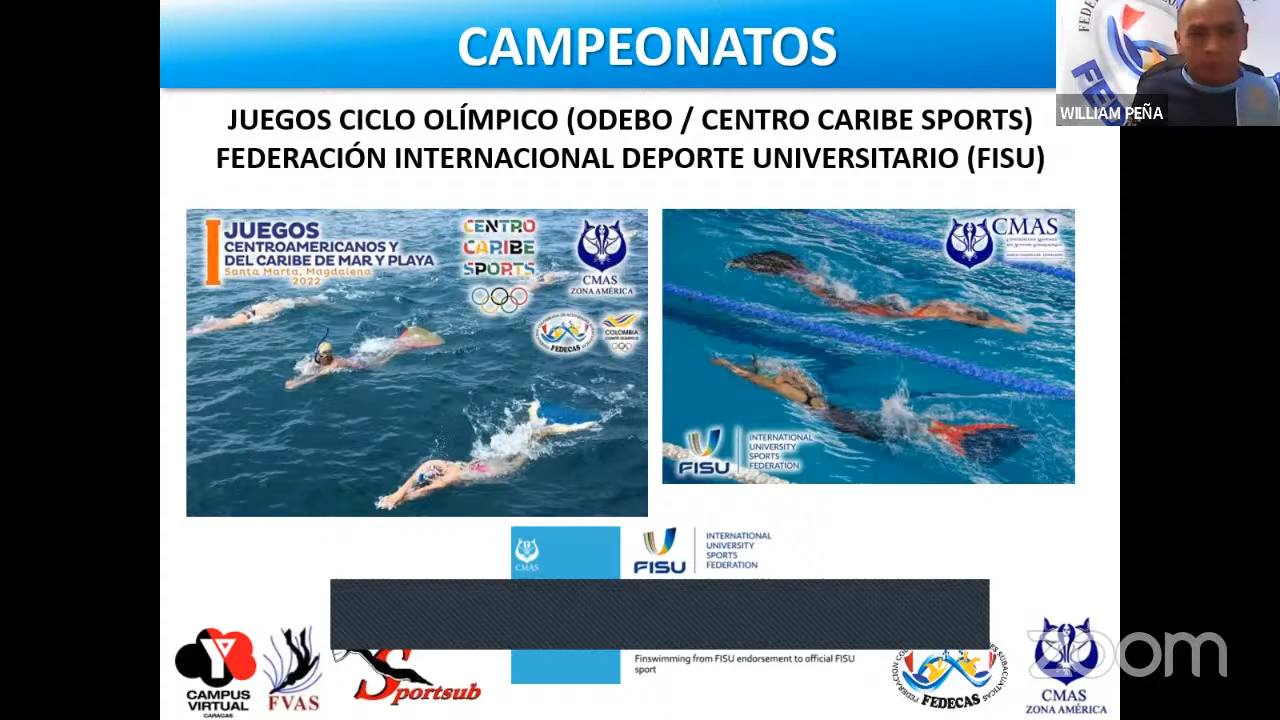 CAMPEONATOS
WILLIAM PEÑA
JUEGOS CICLO OLÍMPICO (ODEBO / CENTRO CARIBE SPORTS)
FEDERACIÓN INTERNACIONAL DEPORTE UNIVERSITARIO (FISU)
I JUEGOS
CENTROAMERICANOS Y
DEL CARIBE DE MAR Y PLAYA
Santa Marta, Magdalena
2022
CENTRO
CARIBE
SPORTS
CMAS
ZONA AMÉRICA
FEDECAS
COLOMBIA
COMITÉ OLÍMPICO
CMAS
FISU
INTERNATIONAL
UNIVERSITY
SPORTS
FEDERATION
CMAS
FISU
INTERNATIONAL
UNIVERSITY
SPORTS
FEDERATION
Finswimming from FISU endorsement to official FISU
sport
CAMPUS
VIRTUAL
CARACAS
FVAS
Sportsub
FEDECAS
CMAS
ZONA AMÉRICA
zoom